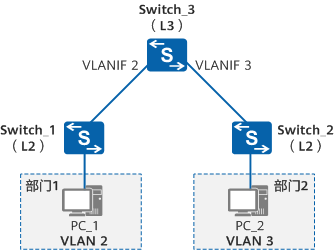 Switch_3
（ L3 ）
S
VLANIF 2
VLANIF 3
Switch_1
（ L2 ）
S
Switch_2
（ L2 ）
S
部门1
部门2
PC_1
VLAN 2
PC_2
VLAN 3